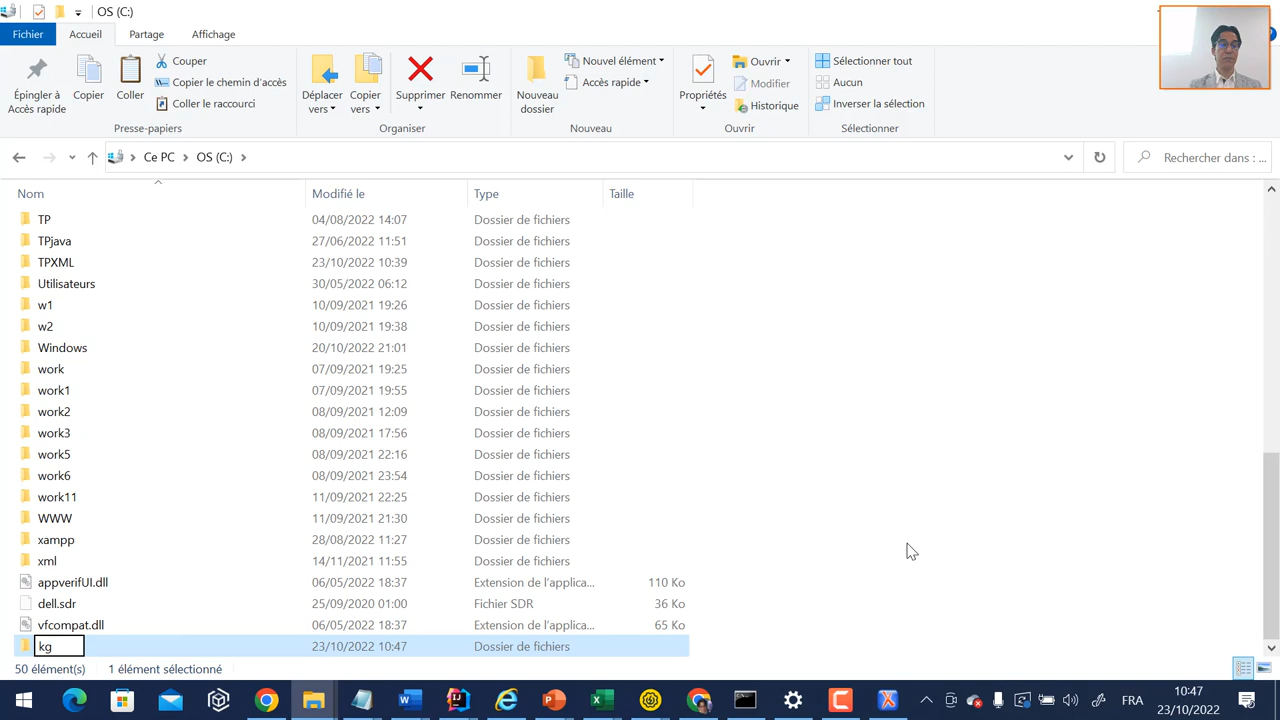 OS (C:)
Fichier Accueil Partage Affichage
Épingler à Accès rapide
Copier
Coller
Couper
Copier le chemin d'accès
Coller le raccourci
Presse-papiers
Déplacer vers
Copier vers
Supprimer
Renommer
Organiser
Nouveau dossier
Nouvel élément
Accès rapide
Nouveau
Propriétés
Ouvrir
Modifier
Historique
Ouvrir
Sélectionner tout
Aucun
Inverser la sélection
Sélectionner
Ce PC OS (C:)
Rechercher dans : ...
Nom Modifié le Type Taille
TP 04/08/2022 14:07 Dossier de fichiers
TPjava 27/06/2022 11:51 Dossier de fichiers
TPXML 23/10/2022 10:39 Dossier de fichiers
Utilisateurs 30/05/2022 06:12 Dossier de fichiers
w1 10/09/2021 19:26 Dossier de fichiers
w2 10/09/2021 19:38 Dossier de fichiers
Windows 20/10/2022 21:01 Dossier de fichiers
work 07/09/2021 19:25 Dossier de fichiers
work1 07/09/2021 19:55 Dossier de fichiers
work2 08/09/2021 12:09 Dossier de fichiers
work3 08/09/2021 17:56 Dossier de fichiers
work5 08/09/2021 22:16 Dossier de fichiers
work6 08/09/2021 23:54 Dossier de fichiers
work11 11/09/2021 22:25 Dossier de fichiers
WWW 11/09/2021 21:30 Dossier de fichiers
xampp 28/08/2022 11:27 Dossier de fichiers
xml 14/11/2021 11:55 Dossier de fichiers
appverifUI.dll 06/05/2022 18:37 Extension de l'applica... 110 Ko
dell.sdr 25/09/2020 01:00 Fichier SDR 36 Ko
vfcompat.dll 06/05/2022 18:37 Extension de l'applica... 65 Ko
kg 23/10/2022 10:47 Dossier de fichiers
50 élément(s) 1 élément sélectionné
FRA
10:47
23/10/2022